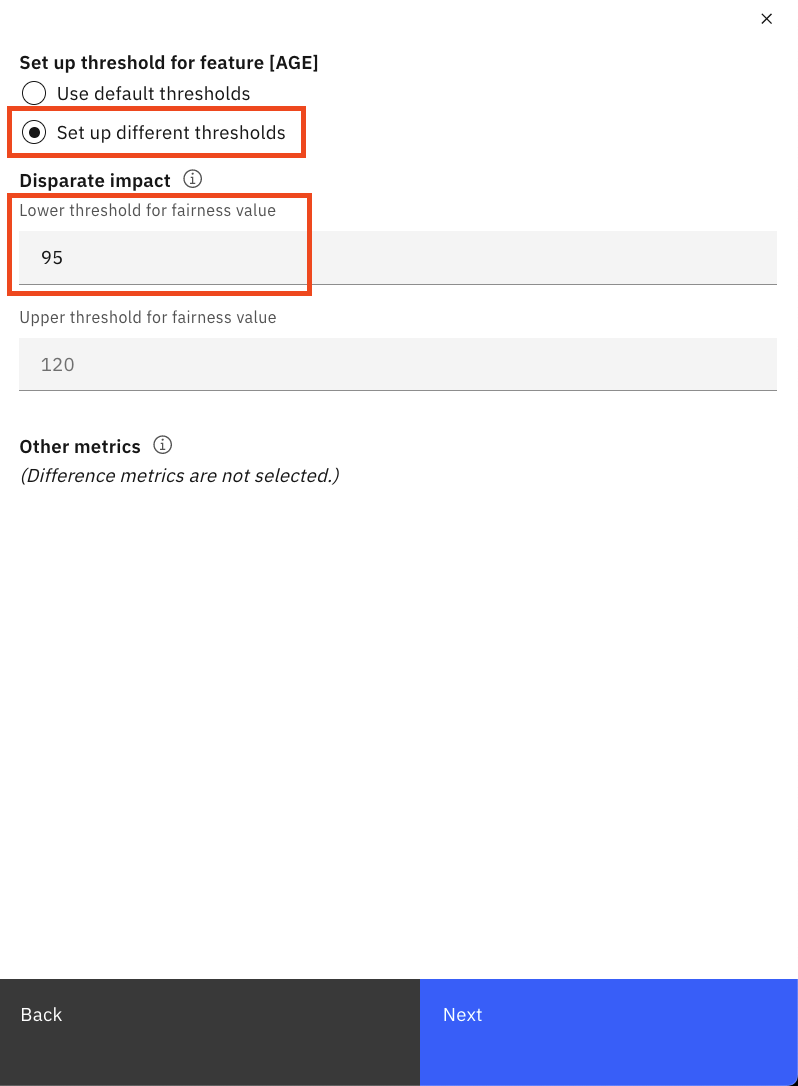 Set up threshold for feature [AGE]
Use default thresholds
Set up different thresholds
Disparate impact
Lower threshold for fairness value
95
Upper threshold for fairness value
120
Other metrics
(Difference metrics are not selected.)
Back
Next